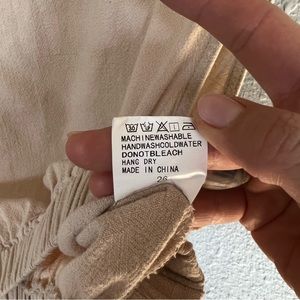 MACHINEWASHABLE
HANDWASHCOLDWATER
DONOTBLEACH
HANG DRY
MADE IN CHINA
26